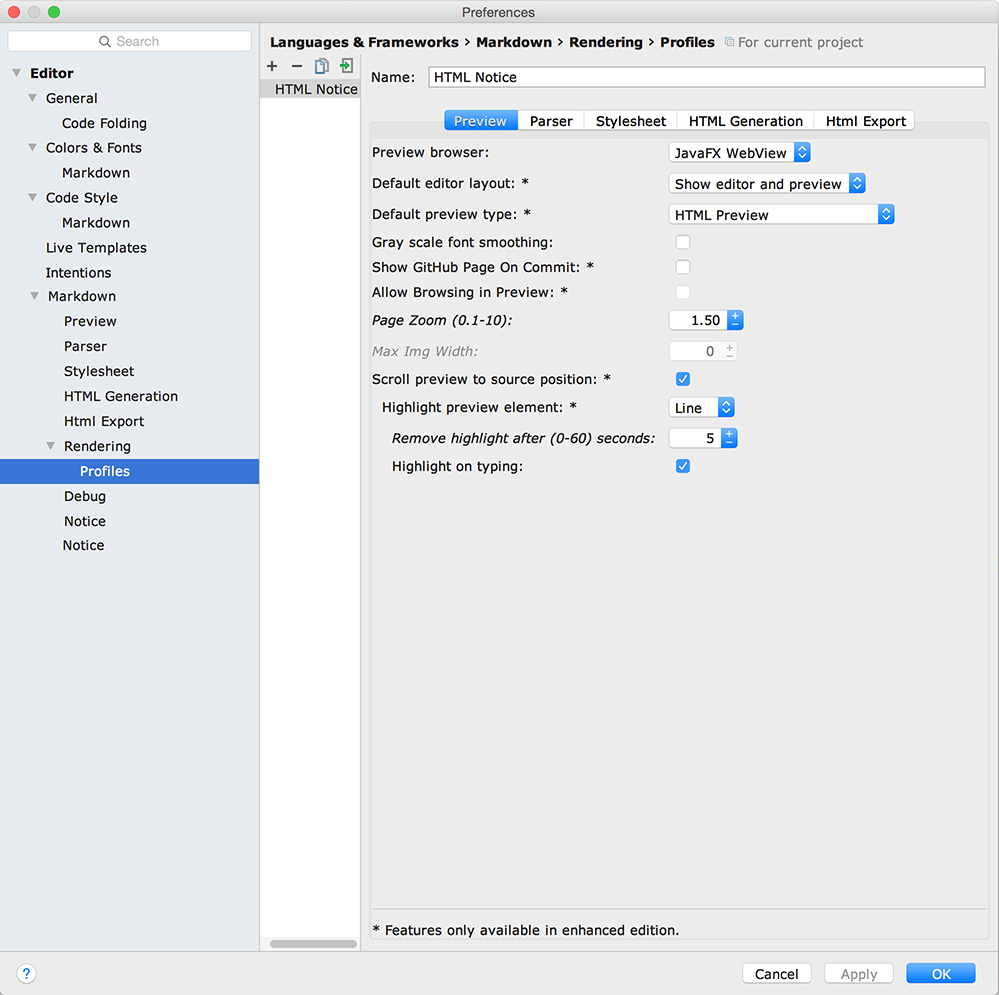 Preferences
Search
Editor
General
Code Folding
Colors & Fonts
Markdown
Code Style
Markdown
Live Templates
Intentions
Markdown
Preview
Parser
Stylesheet
HTML Generation
Html Export
Rendering
Profiles
Debug
Notice
Notice
HTML Notice
Languages & Frameworks › Markdown › Rendering › Profiles For current project
Name: HTML Notice
Preview Parser Stylesheet HTML Generation Html Export
Preview browser: JavaFX WebView
Default editor layout: * Show editor and preview
Default preview type: * HTML Preview
Gray scale font smoothing:
Show GitHub Page On Commit: *
Allow Browsing in Preview: *
Page Zoom (0.1-10): 1.50
Max Img Width: 0
Scroll preview to source position: *
Highlight preview element: * Line
Remove highlight after (0-60) seconds: 5
Highlight on typing:
* Features only available in enhanced edition.
? Cancel Apply OK